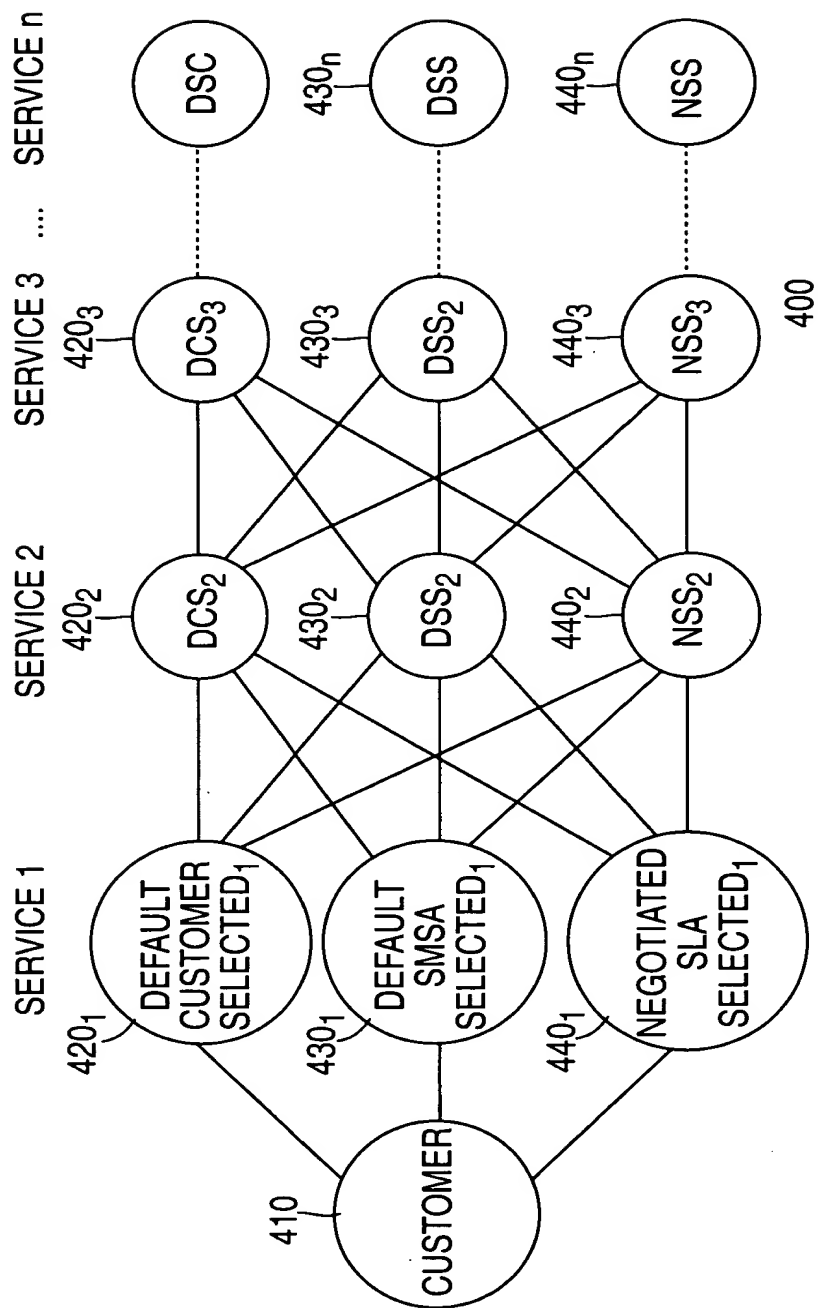 SERVICE 1
SERVICE 2
SERVICE 3
....
SERVICE n
410
CUSTOMER
420₁
DEFAULT
CUSTOMER
SELECTED₁
420₂
DCS₂
420₃
DCS₃
DSC
430₁
DEFAULT
SMSA
SELECTED₁
430₂
DSS₂
430₃
DSS₂
430ₙ
DSS
440₁
NEGOTIATED
SLA
SELECTED₁
440₂
NSS₂
440₃
NSS₃
440ₙ
NSS
400